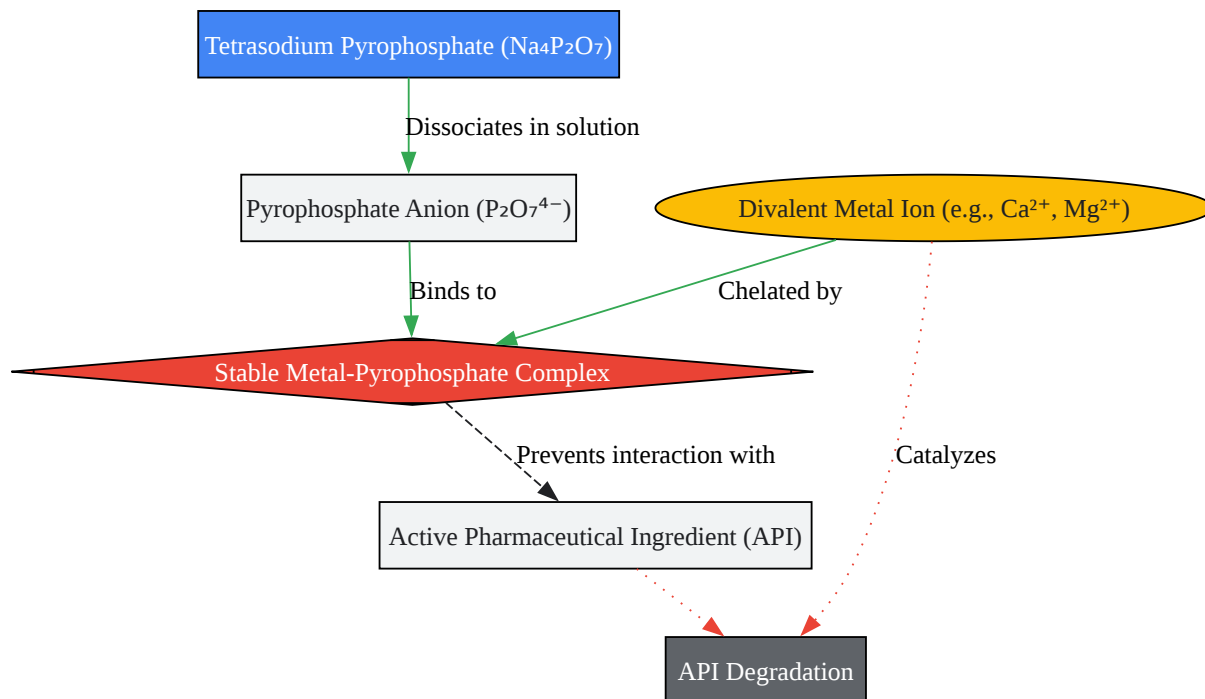 Tetrasodium Pyrophosphate (Na₄P₂O₇)
Dissociates in solution
Pyrophosphate Anion (P₂O₇⁴⁻)
Divalent Metal Ion (e.g., Ca²⁺, Mg²⁺)
Binds to
Chelated by
Stable Metal-Pyrophosphate Complex
Prevents interaction with
Catalyzes
Active Pharmaceutical Ingredient (API)
API Degradation